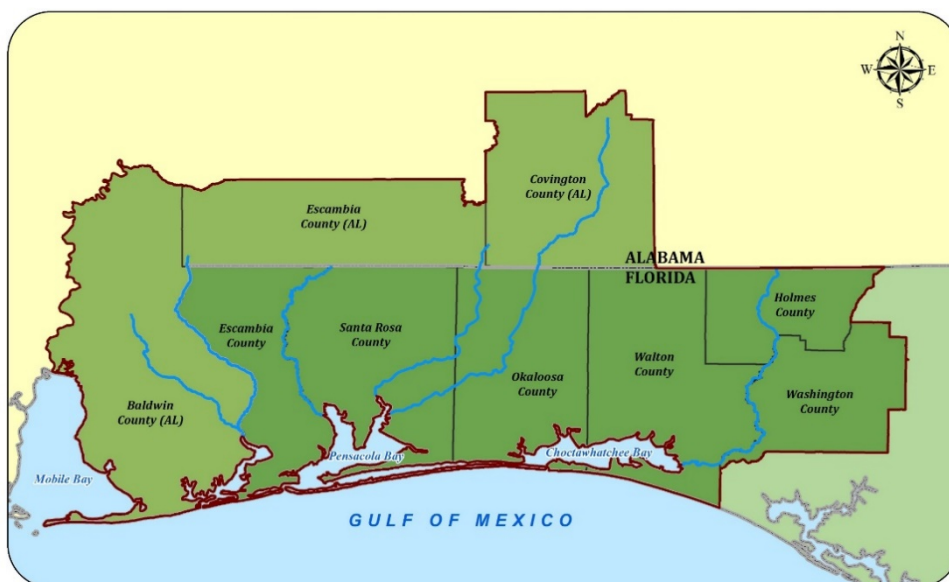 N
W E
S
Covington
County (AL)
Escambia
County (AL)
ALABAMA
FLORIDA
Holmes
County
Escambia
County
Santa Rosa
County
Walton
County
Okaloosa
County
Washington
County
Baldwin
County (AL)
Pensacola Bay
Choctawhatchee Bay
Mobile Bay
GULF OF MEXICO